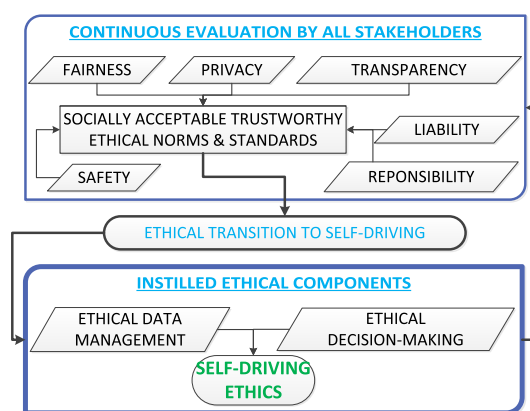 CONTINUOUS EVALUATION BY ALL STAKEHOLDERS
FAIRNESS
PRIVACY
TRANSPARENCY
SOCIALLY ACCEPTABLE TRUSTWORTHY
ETHICAL NORMS & STANDARDS
LIABILITY
SAFETY
REPONSIBILITY
ETHICAL TRANSITION TO SELF-DRIVING
INSTILLED ETHICAL COMPONENTS
ETHICAL DATA
MANAGEMENT
ETHICAL
DECISION-MAKING
SELF-DRIVING
ETHICS